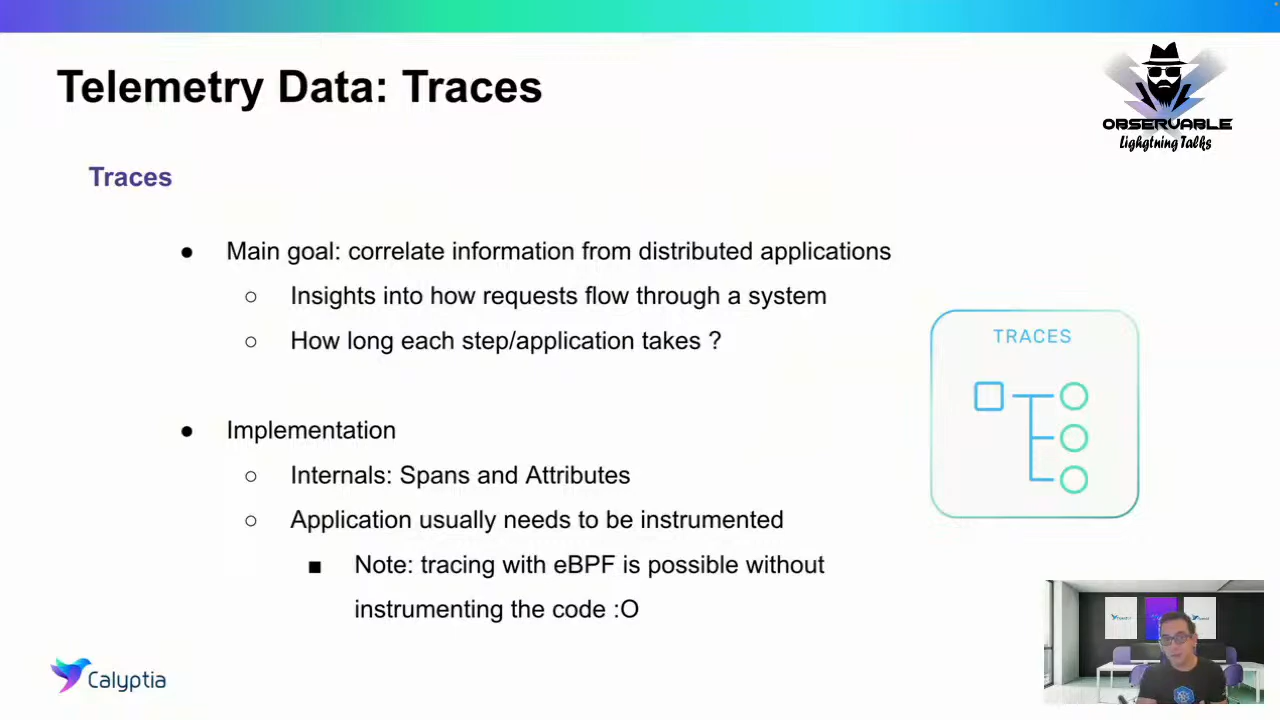 Telemetry Data: Traces
OBSERVABLE
Lighgtning Talks
Traces
● Main goal: correlate information from distributed applications
○ Insights into how requests flow through a system
○ How long each step/application takes ?
TRACES
● Implementation
○ Internals: Spans and Attributes
○ Application usually needs to be instrumented
■ Note: tracing with eBPF is possible without
instrumenting the code :O
Calyptia